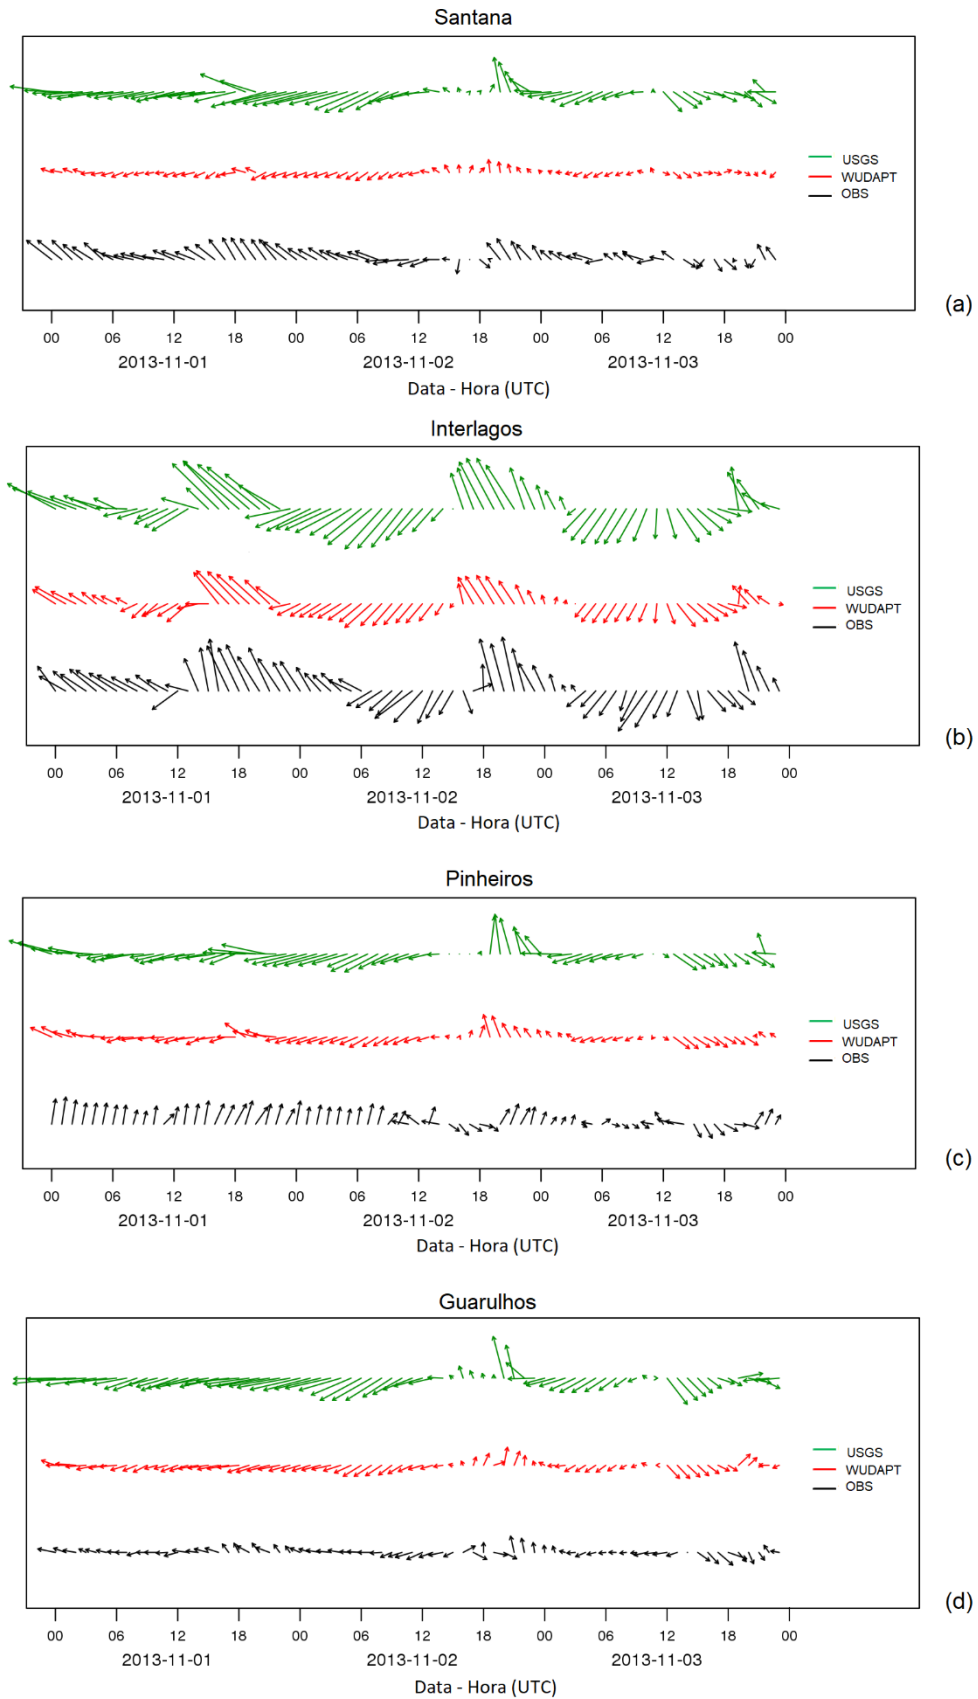 Santana
USGS
WUDAPT
OBS
(a)
00 06 12 18 00 06 12 18 00 06 12 18 00
2013-11-01 2013-11-02 2013-11-03
Data - Hora (UTC)
Interlagos
USGS
WUDAPT
OBS
(b)
00 06 12 18 00 06 12 18 00 06 12 18 00
2013-11-01 2013-11-02 2013-11-03
Data - Hora (UTC)
Pinheiros
USGS
WUDAPT
OBS
(c)
00 06 12 18 00 06 12 18 00 06 12 18 00
2013-11-01 2013-11-02 2013-11-03
Data - Hora (UTC)
Guarulhos
USGS
WUDAPT
OBS
(d)
00 06 12 18 00 06 12 18 00 06 12 18 00
2013-11-01 2013-11-02 2013-11-03
Data - Hora (UTC)